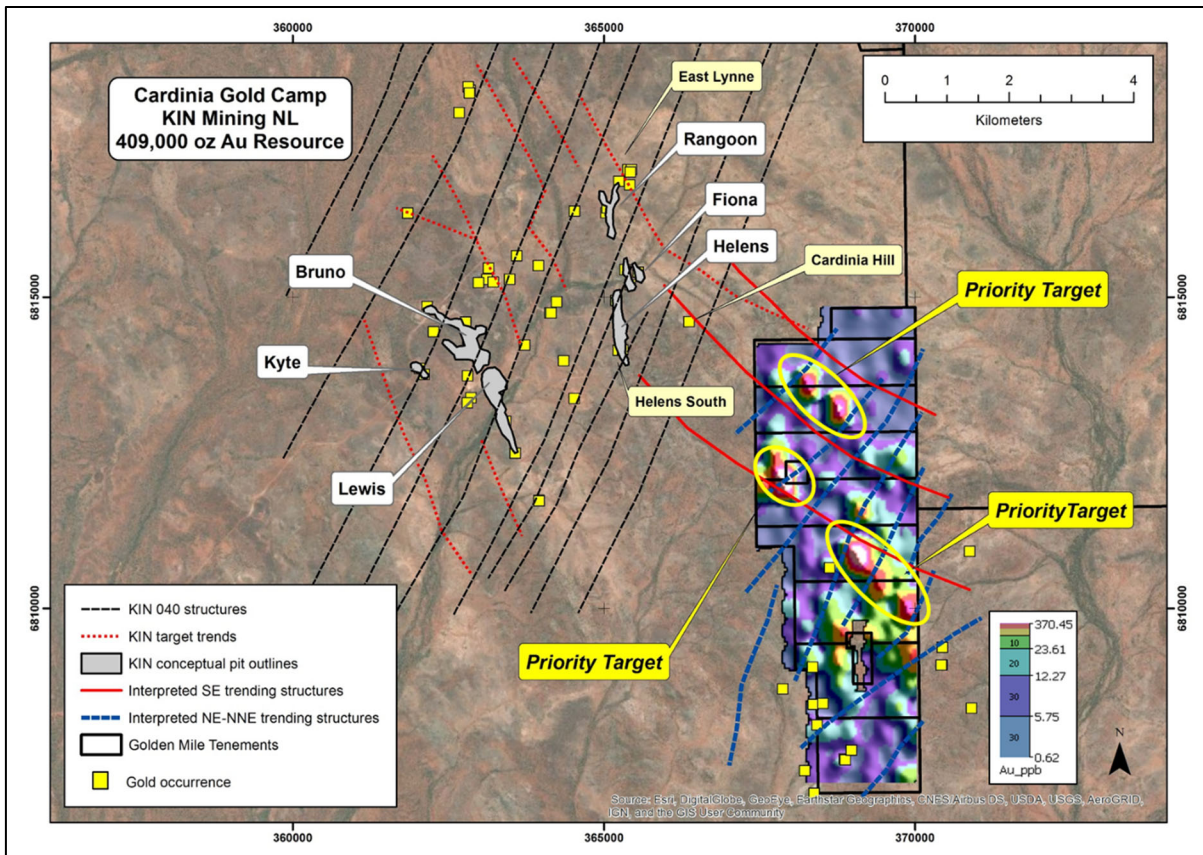 360000
365000
370000
Cardinia Gold Camp
KIN Mining NL
409,000 oz Au Resource
East Lynne
0 1 2 4
Kilometers
Rangoon
Fiona
Helens
Cardinia Hill
Bruno
Priority Target
6815000
6815000
Kyte
Helens South
Lewis
PriorityTarget
6810000
6810000
Priority Target
KIN 040 structures
KIN target trends
KIN conceptual pit outlines
Interpreted SE trending structures
Interpreted NE-NNE trending structures
Golden Mile Tenements
Gold occurrence
370.45
10
23.61
20
12.27
30
5.75
30
0.62
Au_ppb
N
Source: Esri, DigitalGlobe, GeoEye, Earthstar Geographics, CNES/Airbus DS, USDA, USGS, AeroGRID,
IGN, and the GIS User Community
360000
365000
370000